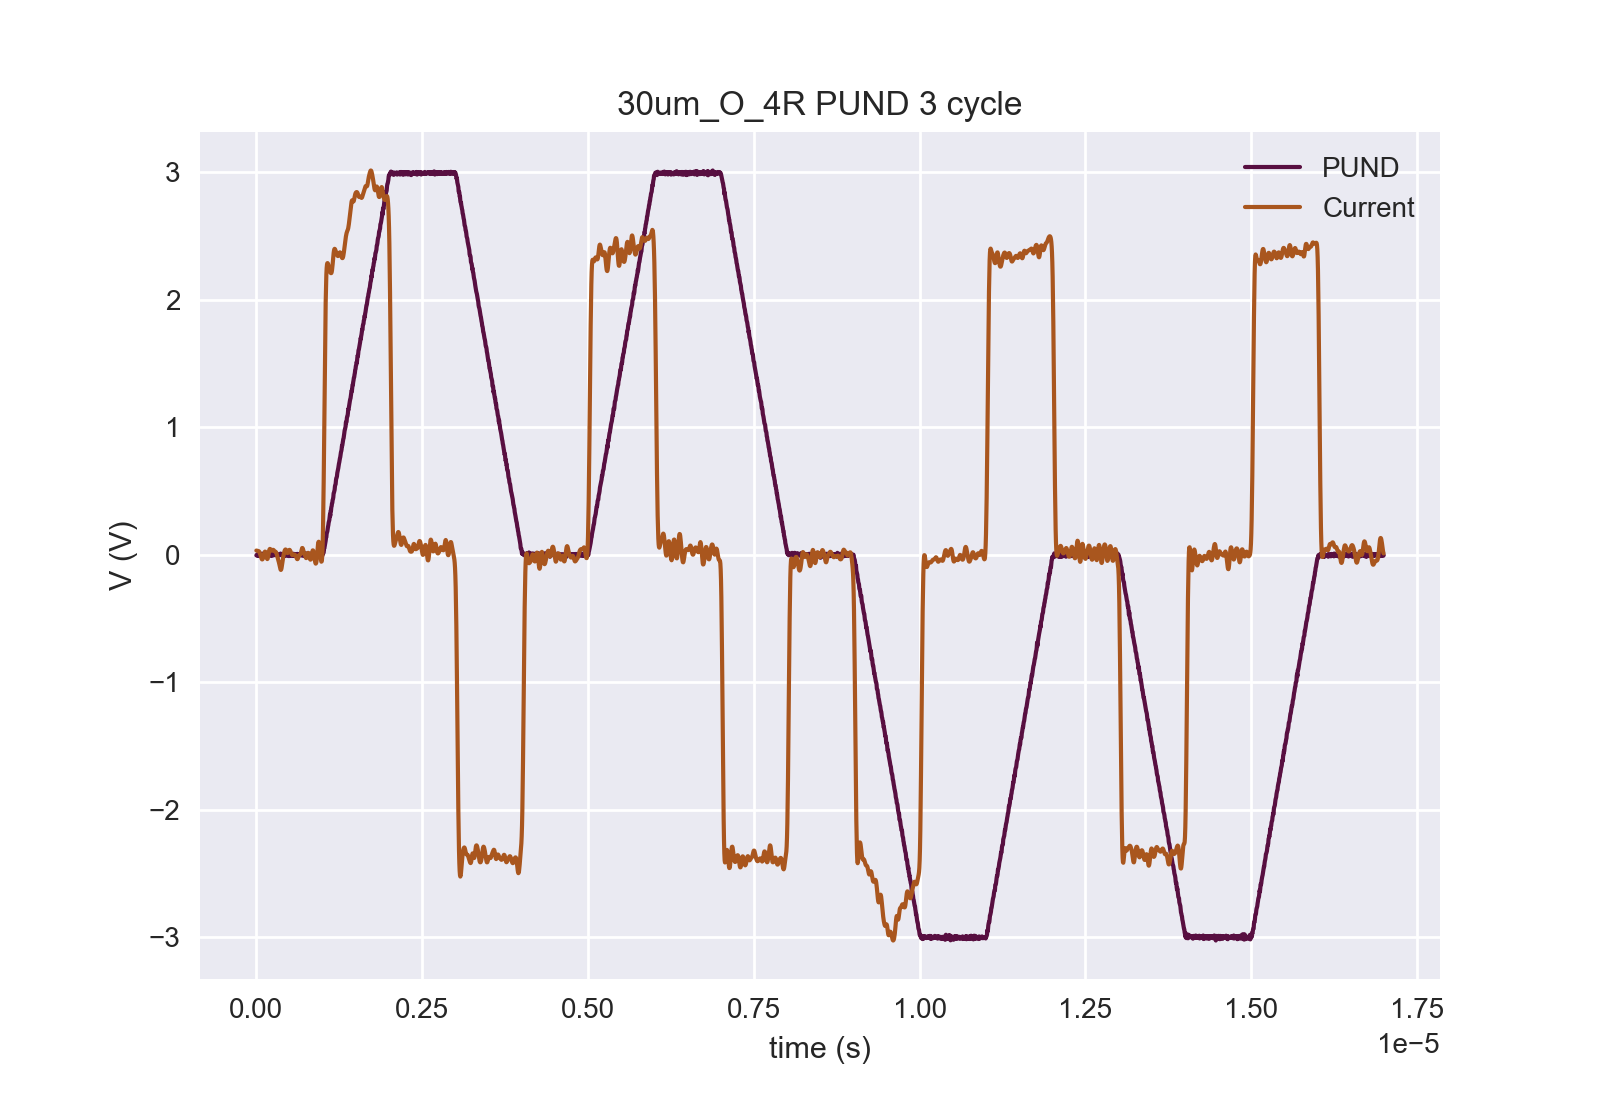 30um_O_4R PUND 3 cycle
PUND
Current
V (V)
3
2
1
0
−1
−2
−3
0.00 0.25 0.50 0.75 1.00 1.25 1.50 1.75
1e−5
time (s)